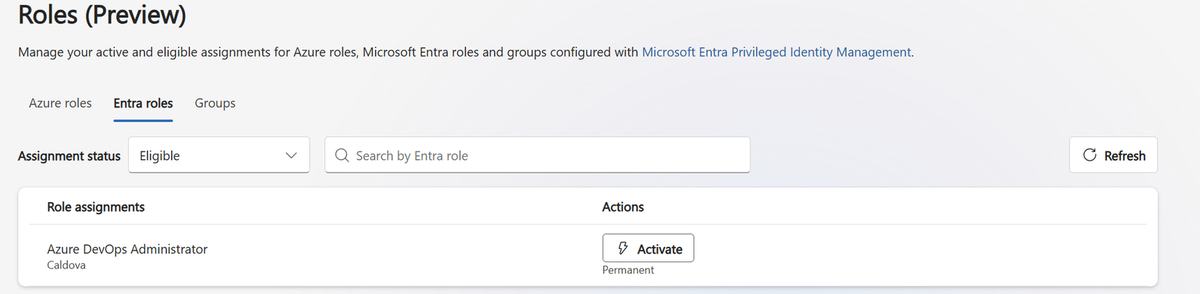 Roles (Preview)
Manage your active and eligible assignments for Azure roles, Microsoft Entra roles and groups configured with Microsoft Entra Privileged Identity Management.
Azure roles Entra roles Groups
Assignment status Eligible Search by Entra role Refresh
Role assignments Actions
Azure DevOps Administrator Activate
Caldova Permanent